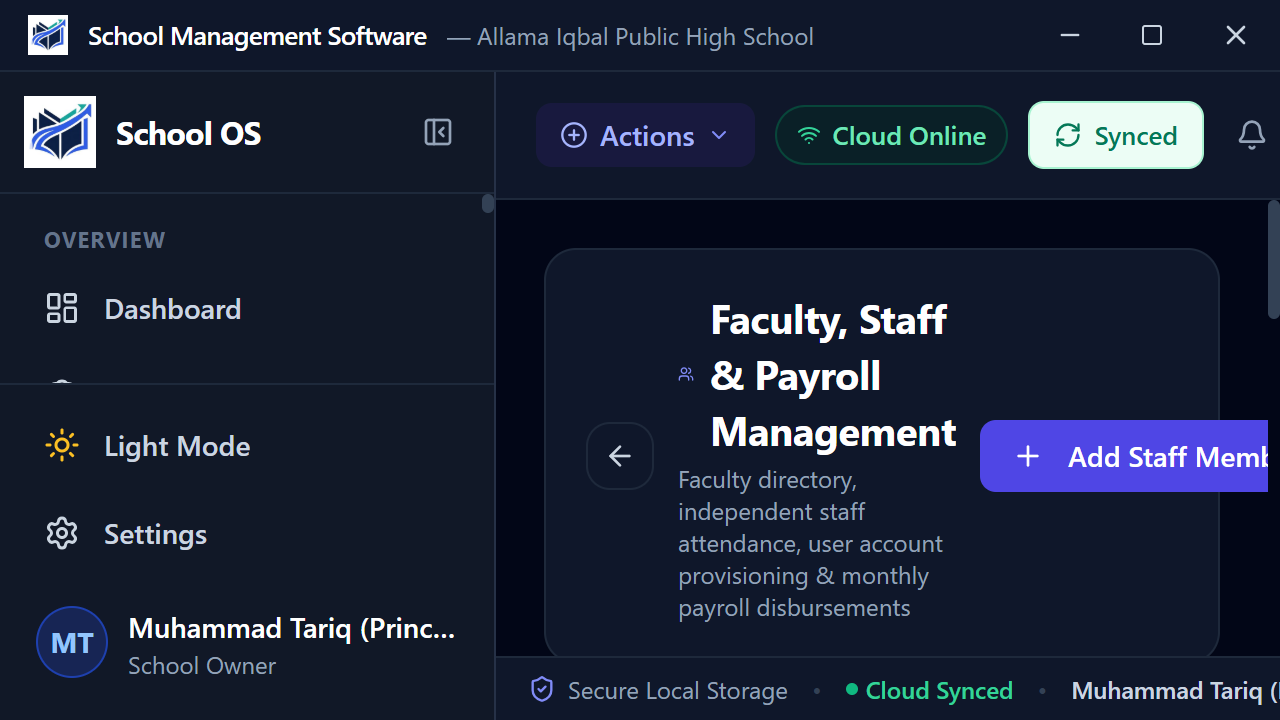 School Management Software — Allama Iqbal Public High School
School OS
Actions
Cloud Online
Synced
OVERVIEW
Dashboard
Light Mode
Settings
MT
Muhammad Tariq (Princ...
School Owner
Faculty, Staff
& Payroll
Management
Faculty directory,
independent staff
attendance, user account
provisioning & monthly
payroll disbursements
Add Staff Memb
Secure Local Storage • Cloud Synced • Muhammad Tariq (